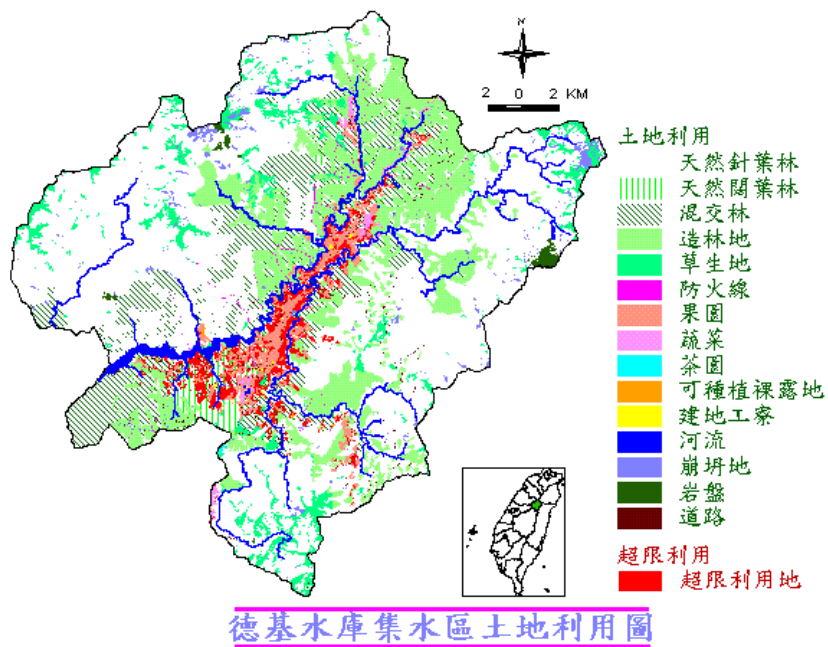 N
2 0 2 KM
土地利用
天然針葉林
天然闊葉林
混交林
造林地
草生地
防火線
果園
蔬菜
茶園
可種植裸露地
建地工寮
河流
崩坍地
岩盤
道路
超限利用
超限利用地
德基水庫集水區土地利用圖